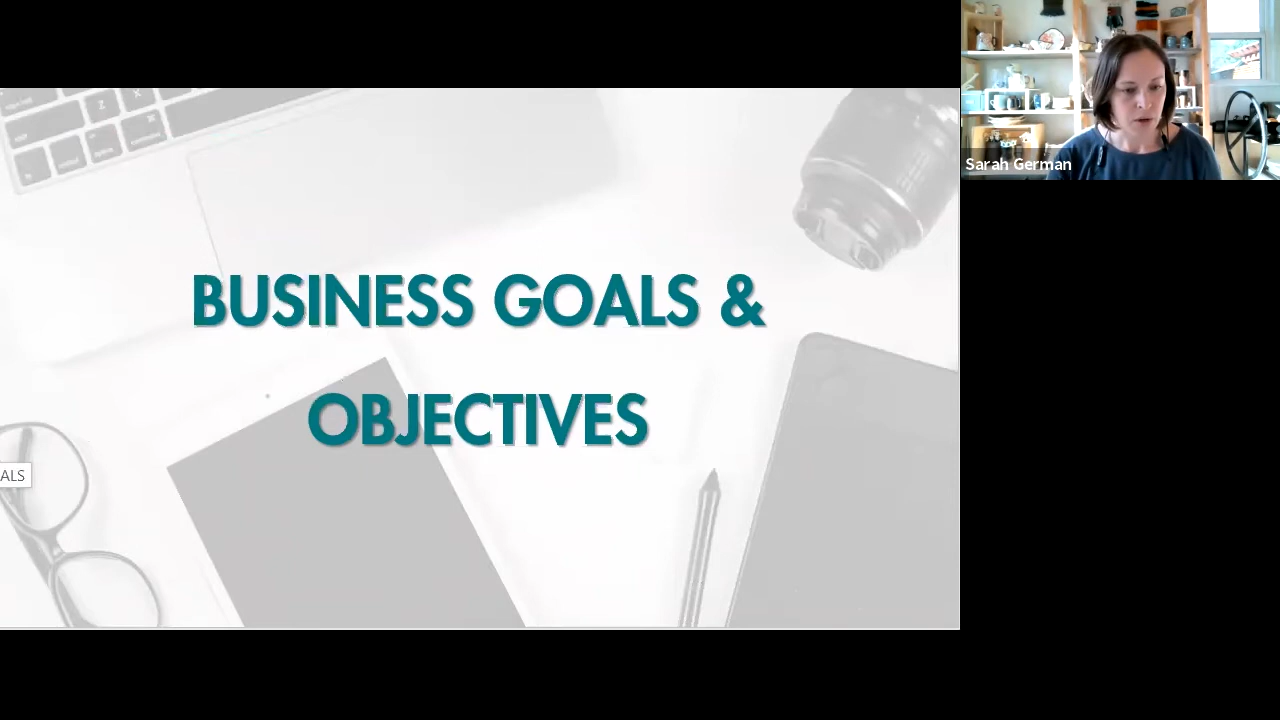 BUSINESS GOALS &
OBJECTIVES
Sarah German
ALS
Z
X